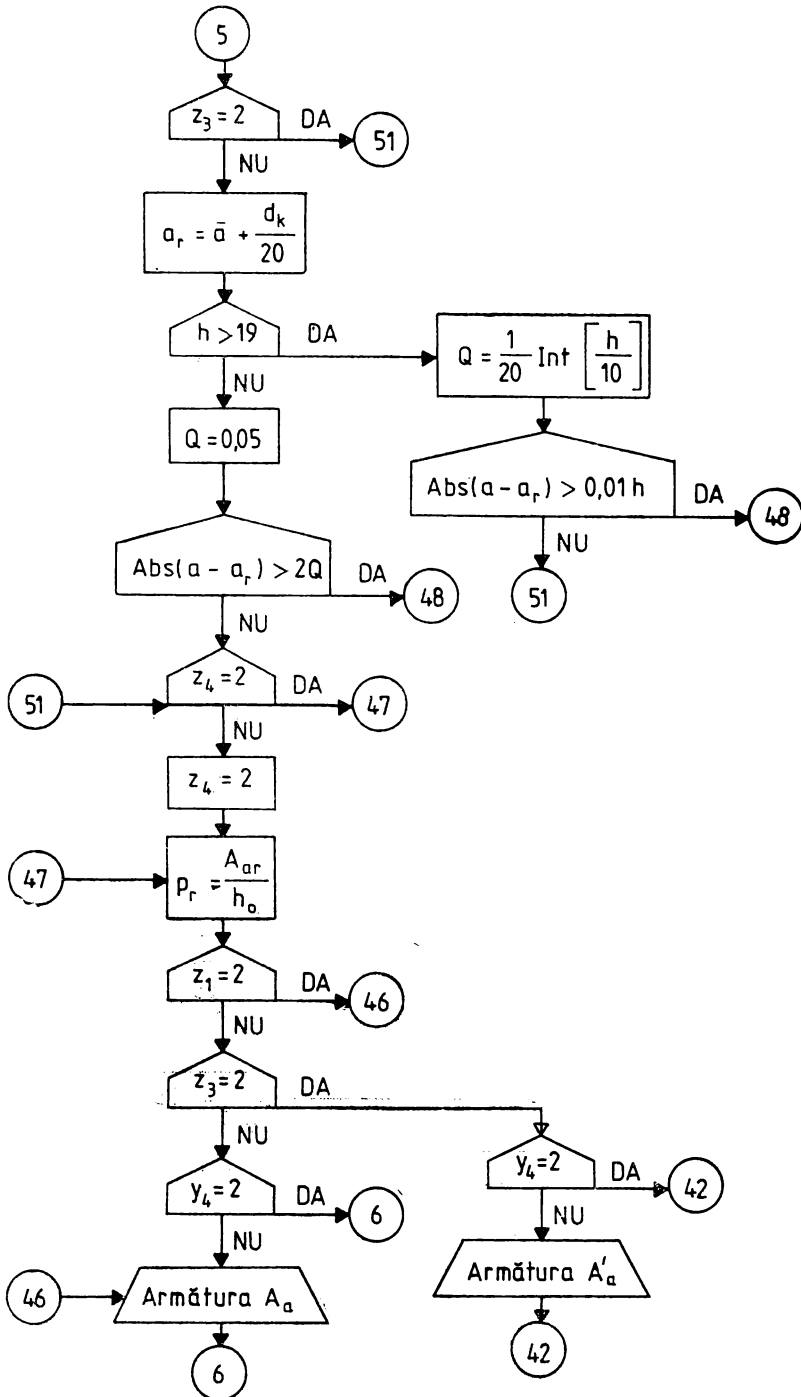 5
z₃ = 2 DA
51
NU
aᵣ = ā + dₖ/20
h > 19 DA
Q = 1/20 Int [h/10]
NU
Q = 0,05
Abs(a - aᵣ) > 0,01 h DA
48
NU
51
Abs(a - aᵣ) > 2Q DA
48
NU
51
z₄ = 2 DA
47
NU
z₄ = 2
47
pᵣ = Aₐᵣ/h₀
z₁ = 2 DA
46
NU
z₃ = 2 DA
NU
y₄ = 2 DA
6
NU
y₄ = 2 DA
42
NU
46
Armătura Aₐ
6
Armătura A'ₐ
42